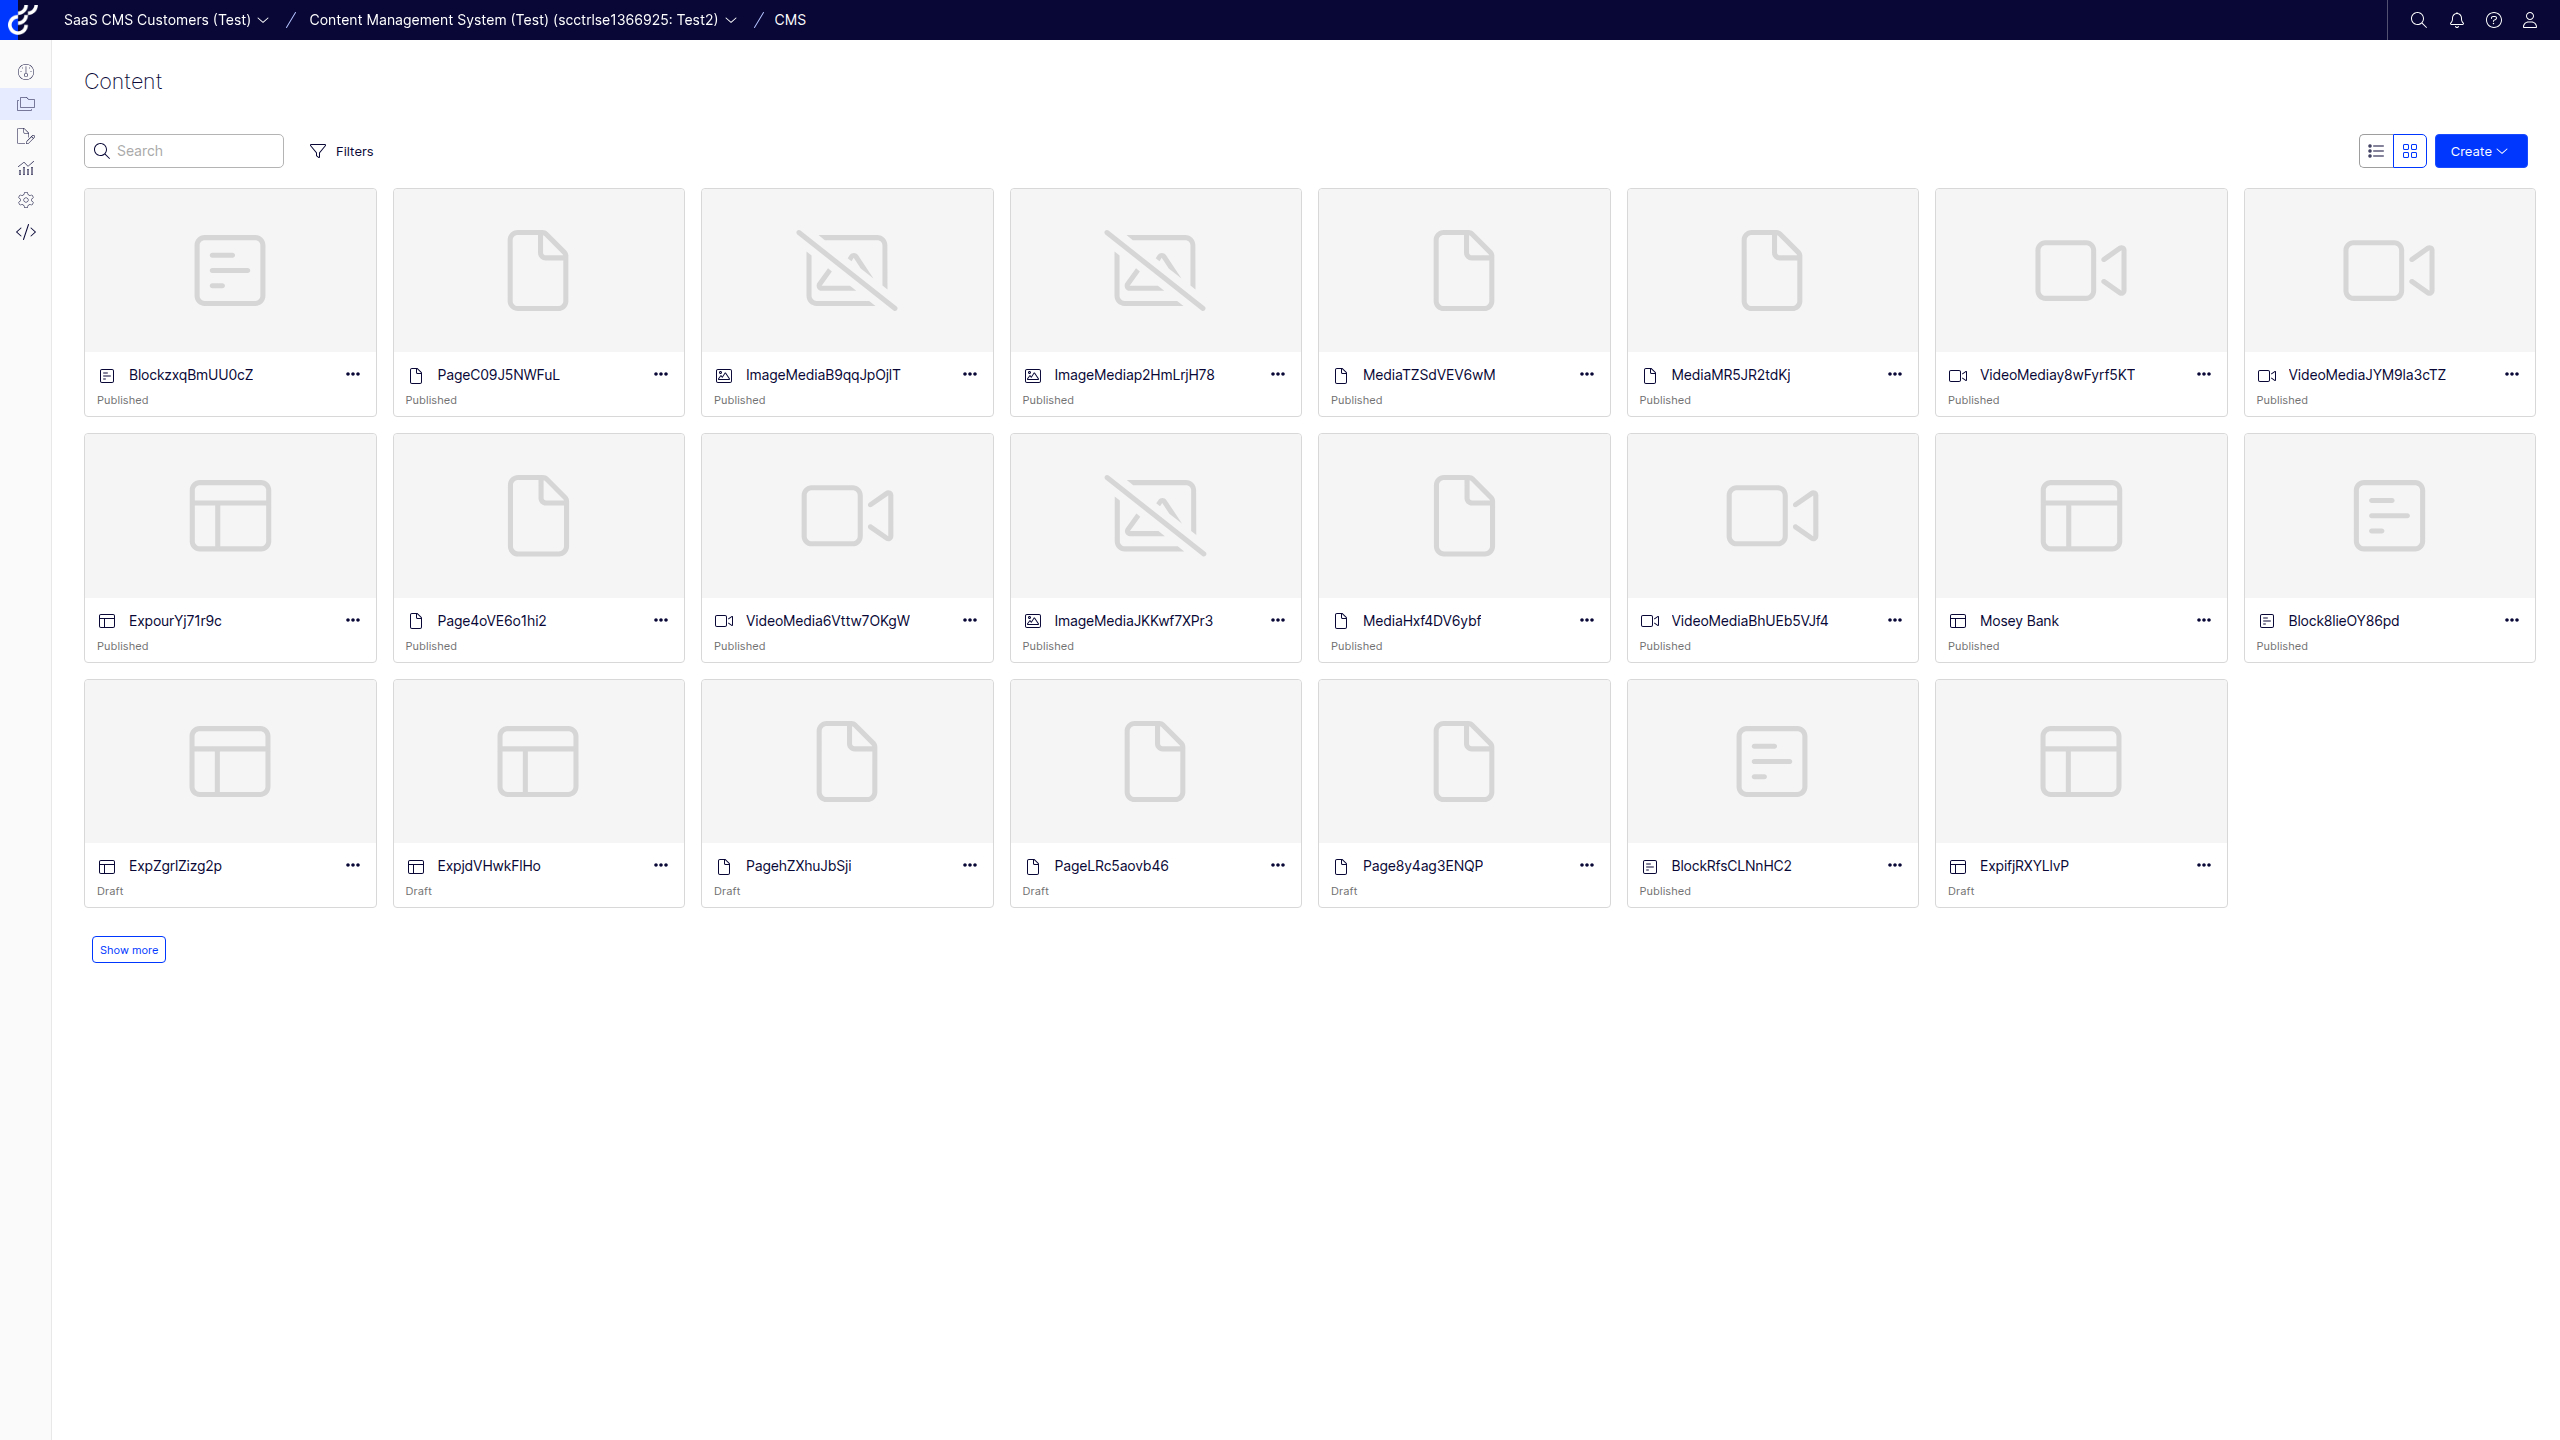 SaaS CMS Customers (Test) / Content Management System (Test) (scctrlse1366925: Test2) / CMS
Content
Search Filters Create
BlockzxqBmUU0cZ PageC09J5NWFuL ImageMediaB9qqJpOjlT ImageMediap2HmLrjH78 MediaTZSdVEV6wM MediaMR5JR2tdKj VideoMediay8wFyrf5KT VideoMediaJYM9la3cTZ
Published Published Published Published Published Published Published Published
ExpourYj71r9c Page4oVE6o1hi2 VideoMedia6Vttw7OKgW ImageMediaJKKwf7XPr3 MediaHxf4DV6ybf VideoMediaBhUEb5VJf4 Mosey Bank Block8lieOY86pd
Published Published Published Published Published Published Published Published
ExpZgrlZizg2p ExpjdVHwkFlHo PagehZXhuJbSji PageLRc5aovb46 Page8y4ag3ENQP BlockRfsCLNnHC2 ExpifjRXYLlvP
Draft Draft Draft Draft Draft Published Draft
Show more